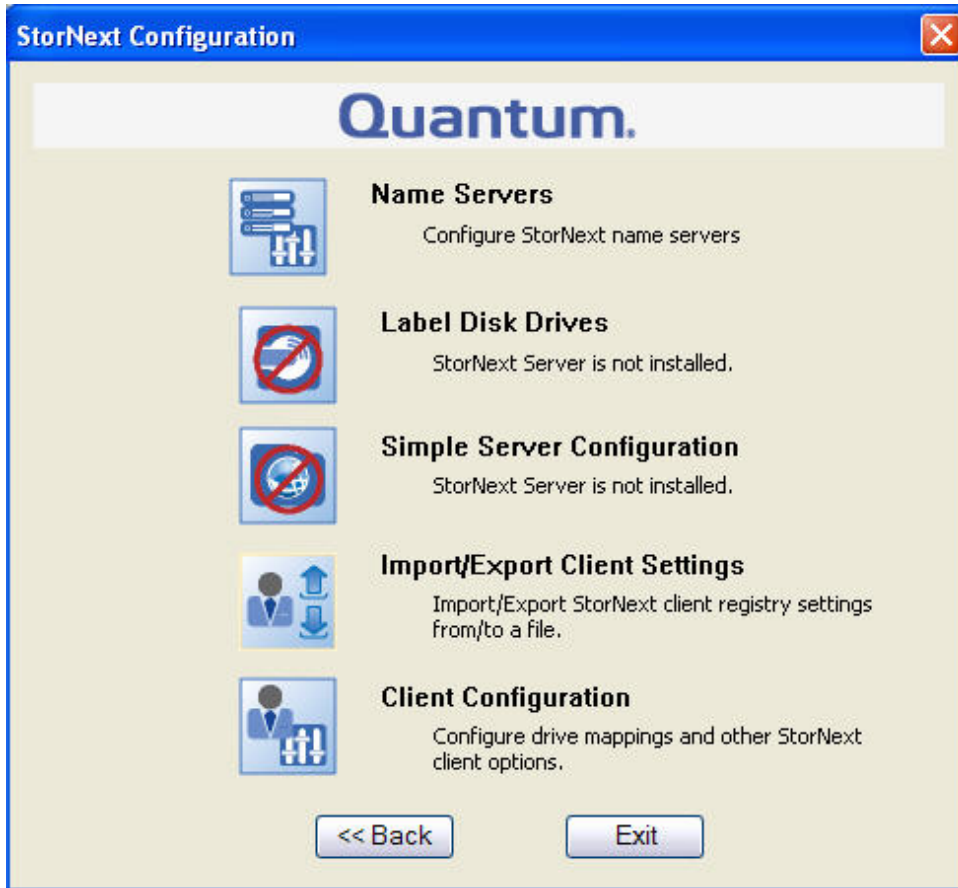 StorNext Configuration
Quantum.
Name Servers
Configure StorNext name servers
Label Disk Drives
StorNext Server is not installed.
Simple Server Configuration
StorNext Server is not installed.
Import/Export Client Settings
Import/Export StorNext client registry settings
from/to a file.
Client Configuration
Configure drive mappings and other StorNext
client options.
<< Back
Exit